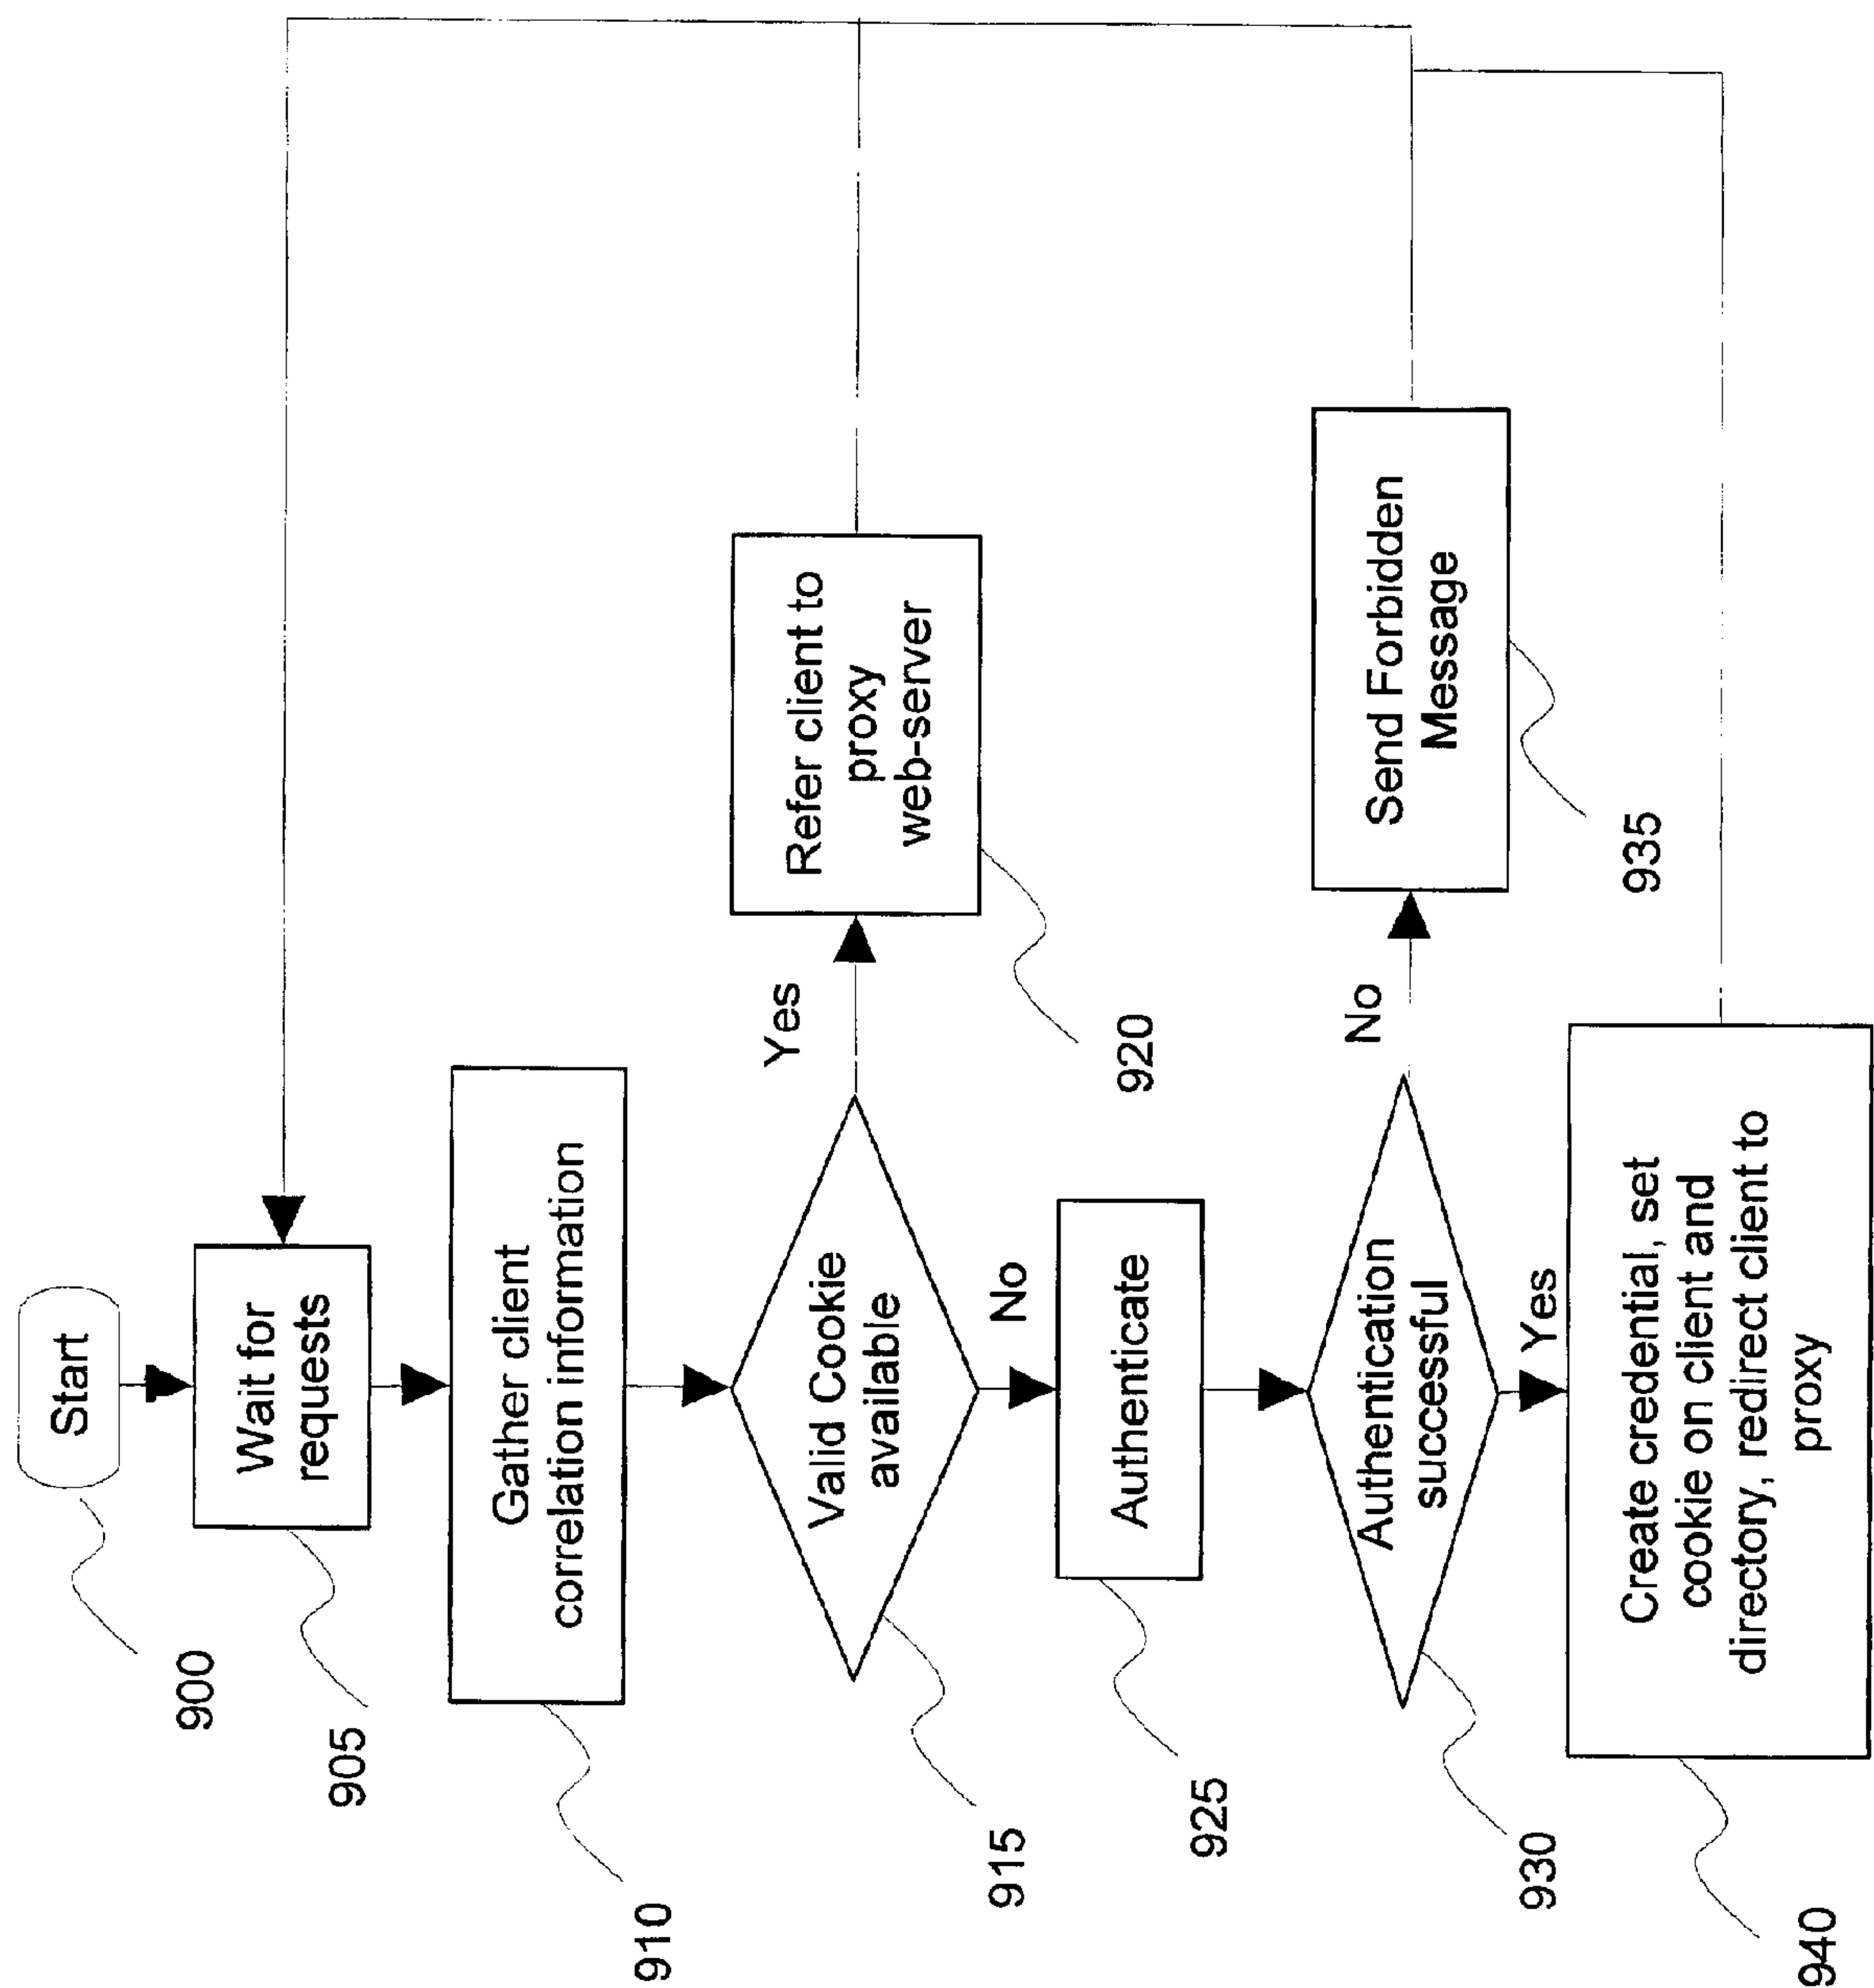 Start
900
Wait for
requests
905
Gather client
correlation information
910
Valid Cookie
available
915
Yes
Refer client to
proxy
web-server
920
No
Authenticate
925
Authentication
successful
930
No
Send Forbidden
Message
935
Yes
Create credential, set
cookie on client and
directory, redirect client to
proxy
940